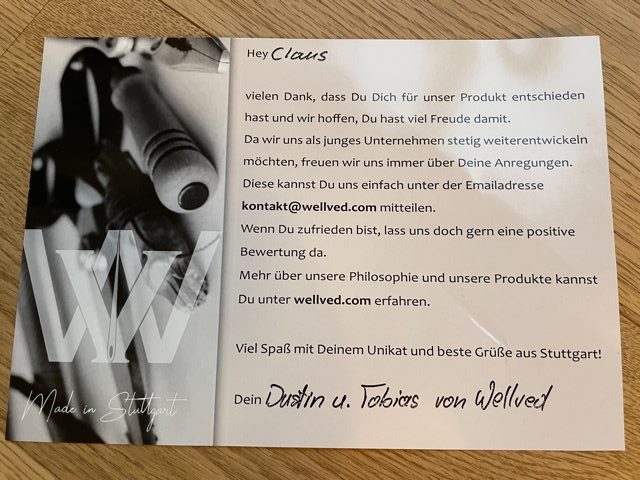 Hey Claus
vielen Dank, dass Du Dich für unser Produkt entschieden
hast und wir hoffen, Du hast viel Freude damit.
Da wir uns als junges Unternehmen stetig weiterentwickeln
möchten, freuen wir uns immer über Deine Anregungen.
Diese kannst Du uns einfach unter der Emailadresse
kontakt@wellved.com mitteilen.
Wenn Du zufrieden bist, lass uns doch gern eine positive
Bewertung da.
Mehr über unsere Philosophie und unsere Produkte kannst
Du unter wellved.com erfahren.
Viel Spaß mit Deinem Unikat und beste Grüße aus Stuttgart!
Dein Dustin u. Tobias von Wellved
W
Made in Stuttgart